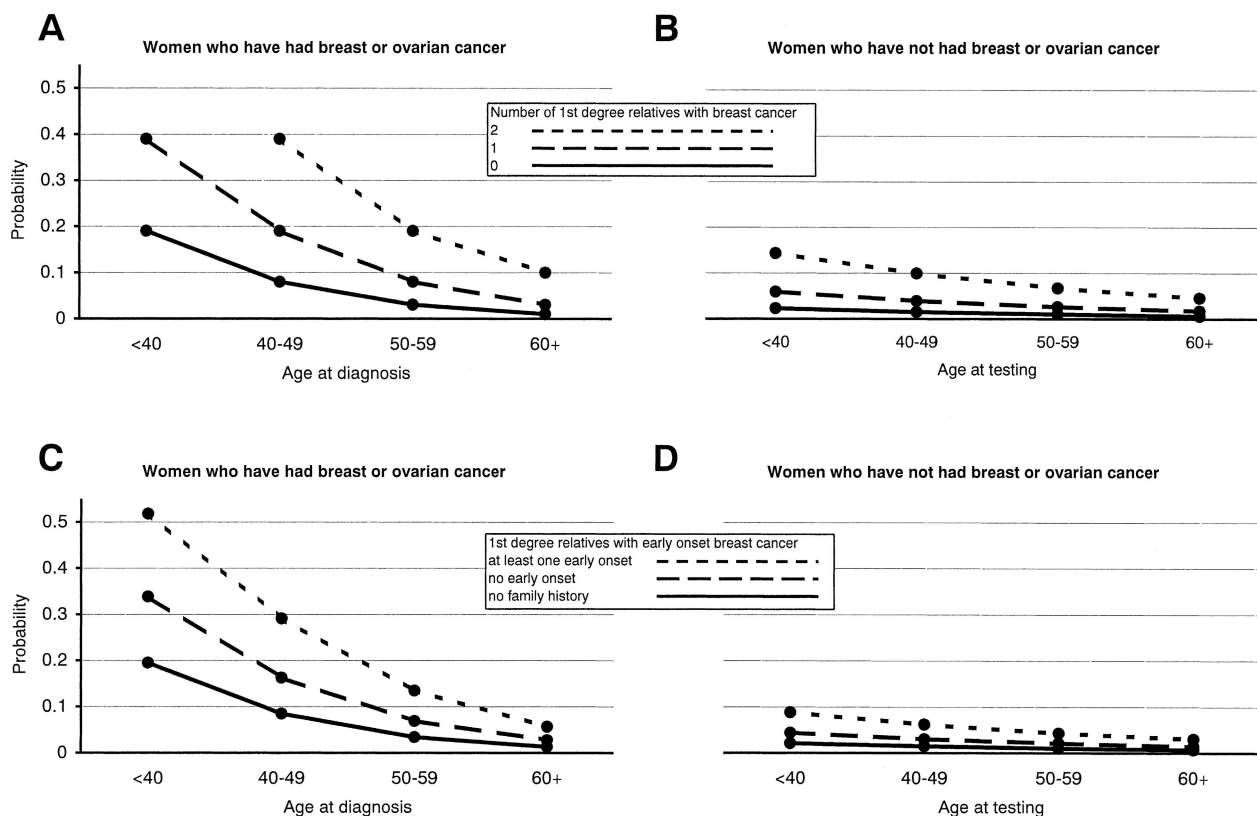 A
Women who have had breast or ovarian cancer
B
Women who have not had breast or ovarian cancer
0.5
0.4
0.3
0.2
0.1
0
Probability
Number of 1st degree relatives with breast cancer
2
1
0
<40 40-49 50-59 60+
Age at diagnosis
<40 40-49 50-59 60+
Age at testing
C
Women who have had breast or ovarian cancer
D
Women who have not had breast or ovarian cancer
0.5
0.4
0.3
0.2
0.1
0
Probability
1st degree relatives with early onset breast cancer
at least one early onset
no early onset
no family history
<40 40-49 50-59 60+
Age at diagnosis
<40 40-49 50-59 60+
Age at testing